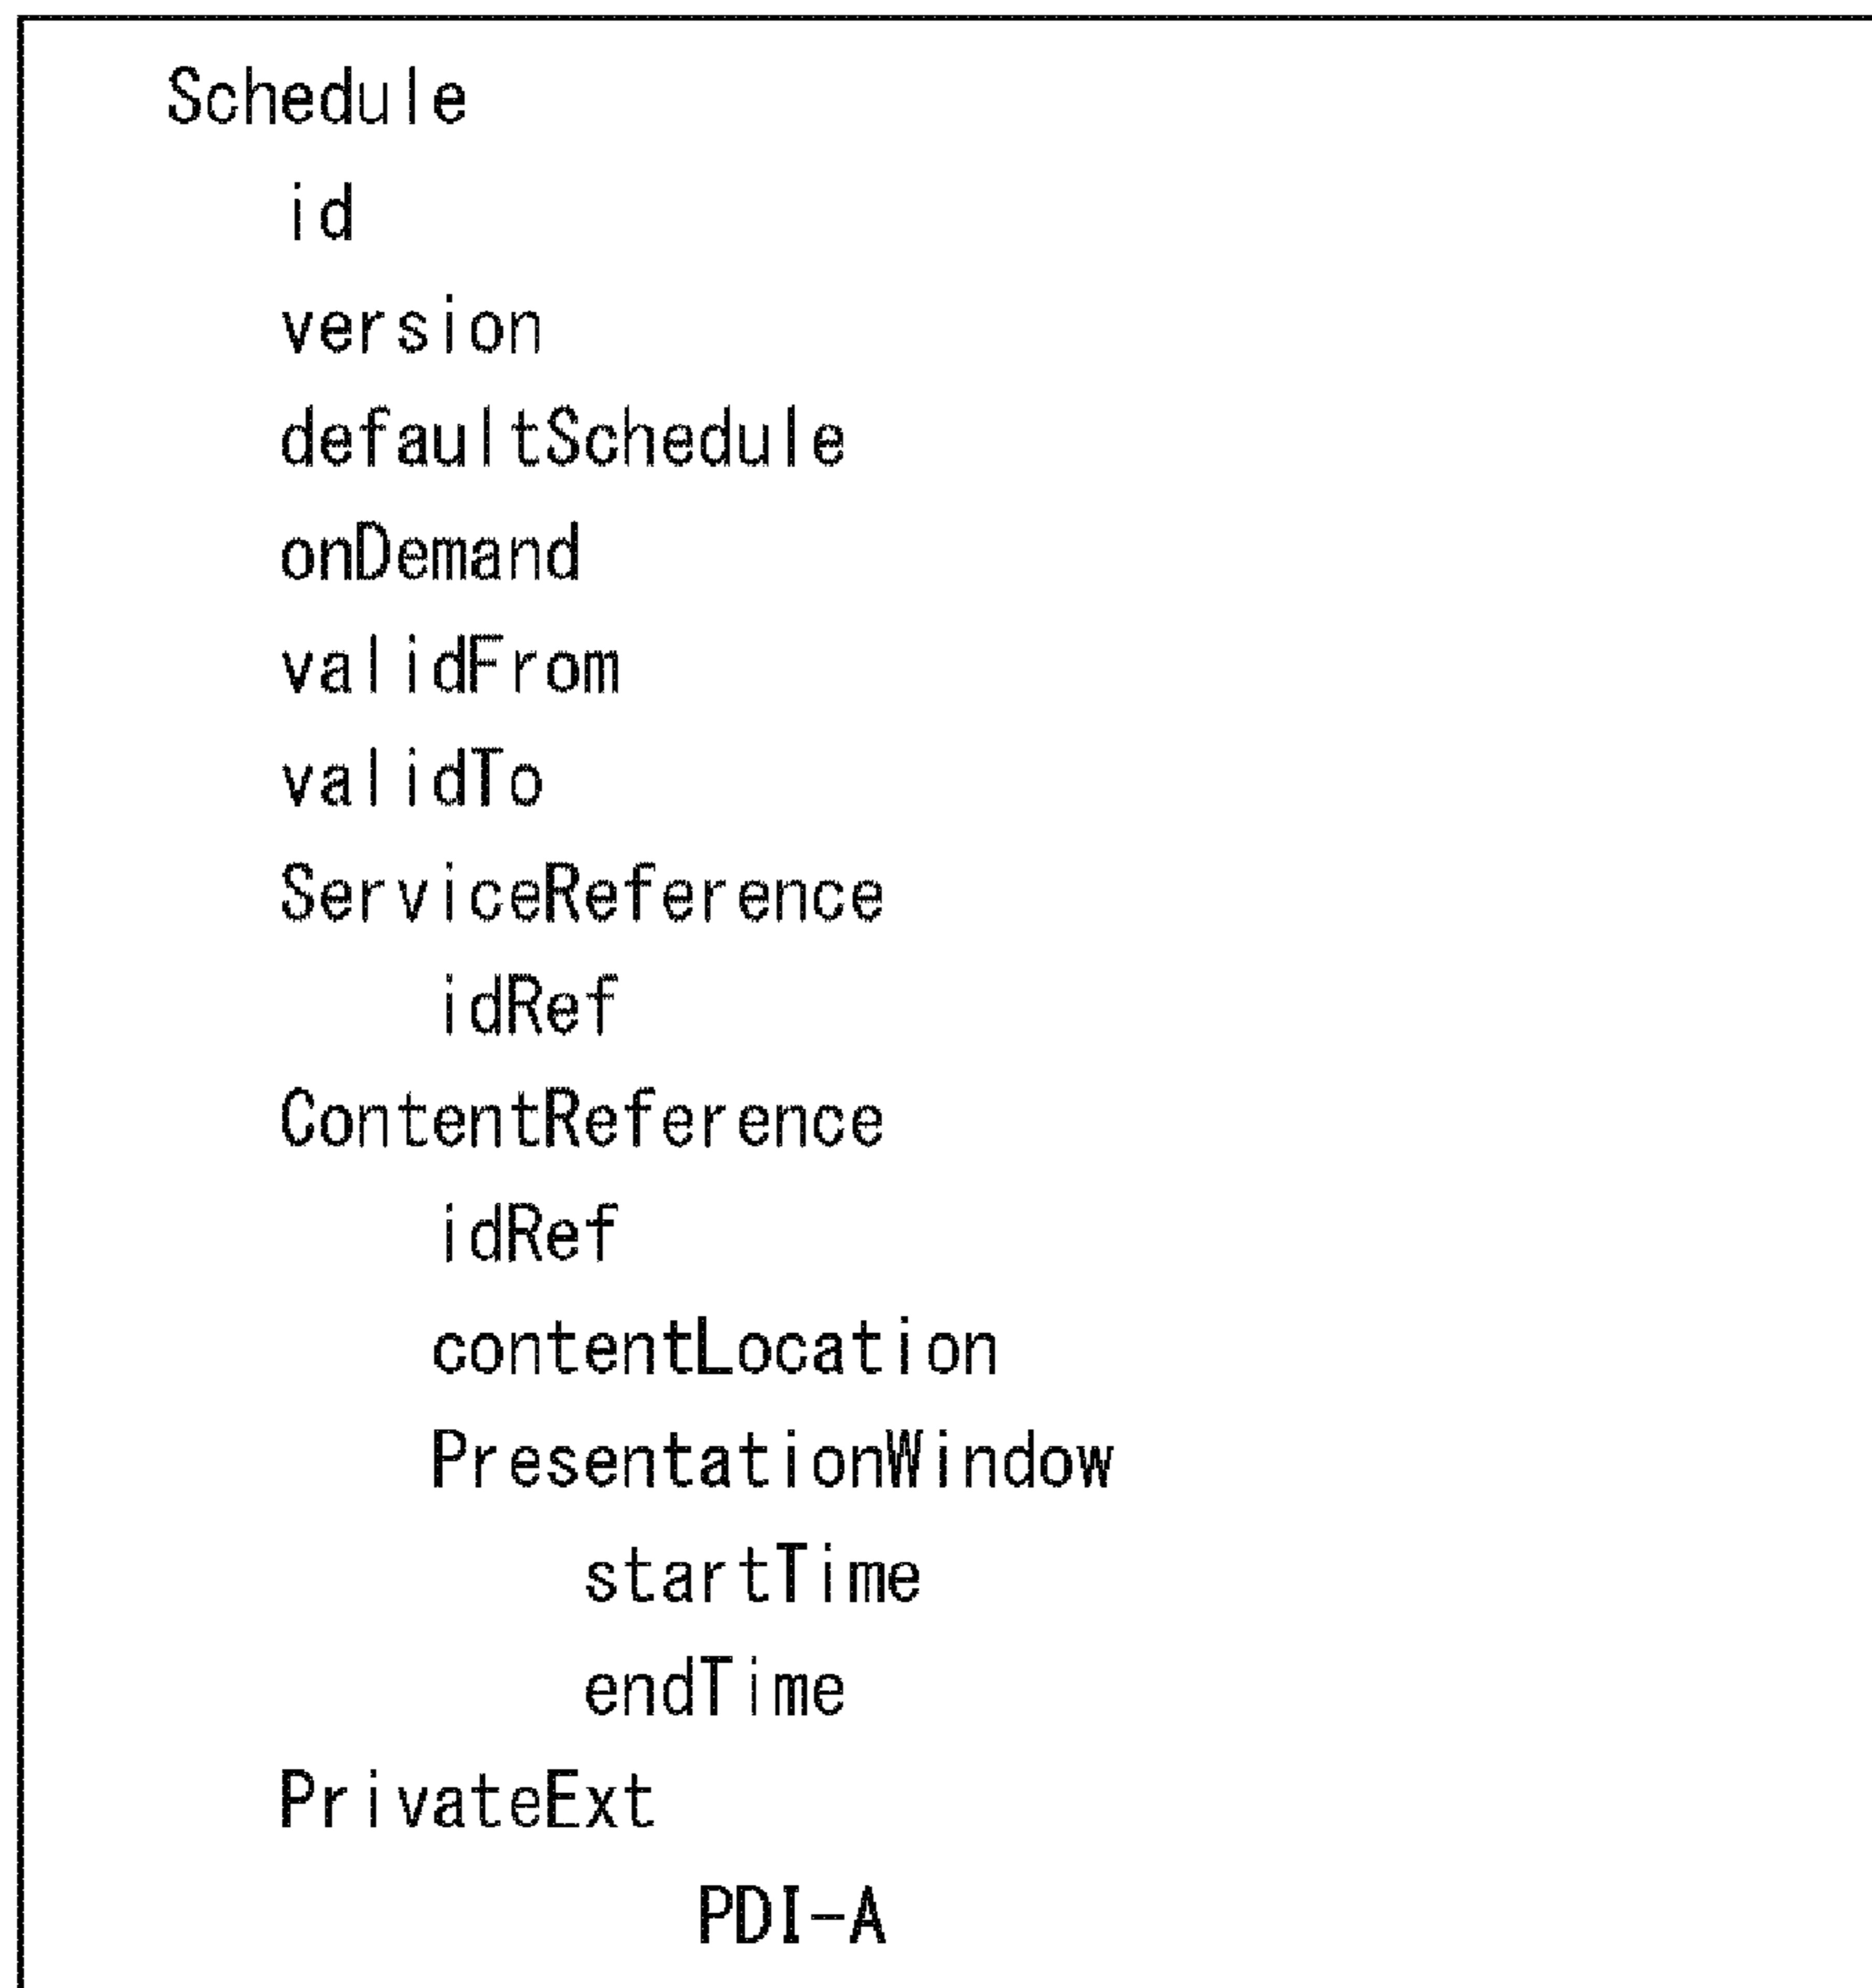 Schedule
id
version
defaultSchedule
onDemand
validFrom
validTo
ServiceReference
idRef
ContentReference
idRef
contentLocation
PresentationWindow
startTime
endTime
PrivateExt
PDI-A